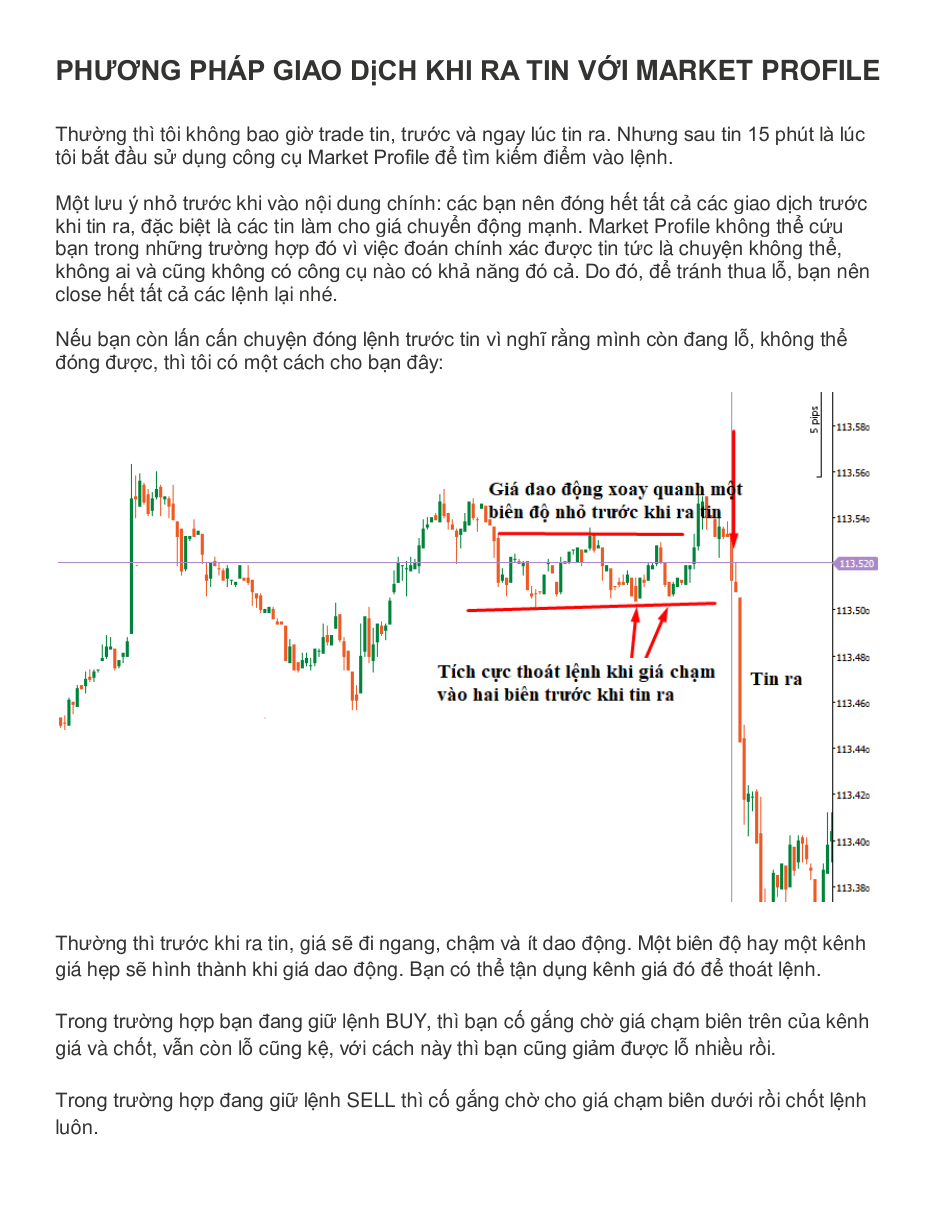 PHƯƠNG PHÁP GIAO DịCH KHI RA TIN VỚI MARKET PROFILE
Thường thì tôi không bao giờ trade tin, trước và ngay lúc tin ra. Nhưng sau tin 15 phút là lúc
tôi bắt đầu sử dụng công cụ Market Profile để tìm kiếm điểm vào lệnh.
Một lưu ý nhỏ trước khi vào nội dung chính: các bạn nên đóng hết tất cả các giao dịch trước
khi tin ra, đặc biệt là các tin làm cho giá chuyển động mạnh. Market Profile không thể cứu
bạn trong những trường hợp đó vì việc đoán chính xác được tin tức là chuyện không thể,
không ai và cũng không có công cụ nào có khả năng đó cả. Do đó, để tránh thua lỗ, bạn nên
close hết tất cả các lệnh lại nhé.
Nếu bạn còn lấn cấn chuyện đóng lệnh trước tin vì nghĩ rằng mình còn đang lỗ, không thể
đóng được, thì tôi có một cách cho bạn đây:
5 pips
113.580
113.560
Giá dao động xoay quanh một
biên độ nhỏ trước khi ra tin
113.540
113.520
113.500
113.480
Tích cực thoát lệnh khi giá chạm
vào hai biên trước khi tin ra
Tin ra
113.460
113.440
113.420
113.400
113.380
Thường thì trước khi ra tin, giá sẽ đi ngang, chậm và ít dao động. Một biên độ hay một kênh
giá hẹp sẽ hình thành khi giá dao động. Bạn có thể tận dụng kênh giá đó để thoát lệnh.
Trong trường hợp bạn đang giữ lệnh BUY, thì bạn cố gắng chờ giá chạm biên trên của kênh
giá và chốt, vẫn còn lỗ cũng kệ, với cách này thì bạn cũng giảm được lỗ nhiều rồi.
Trong trường hợp đang giữ lệnh SELL thì cố gắng chờ cho giá chạm biên dưới rồi chốt lệnh
luôn.